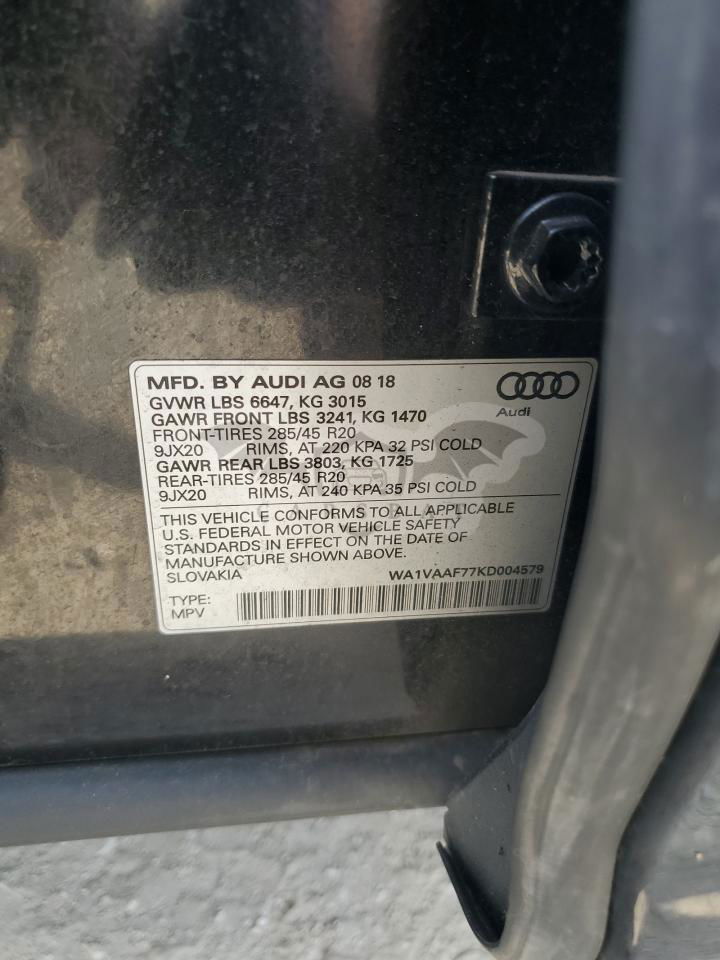 MFD. BY AUDI AG 08 18
GVWR LBS 6647, KG 3015
GAWR FRONT LBS 3241, KG 1470
FRONT-TIRES 285/45 R20
9JX20 RIMS, AT 220 KPA 32 PSI COLD
GAWR REAR LBS 3803, KG 1725
REAR-TIRES 285/45 R20
9JX20 RIMS, AT 240 KPA 35 PSI COLD
Audi
THIS VEHICLE CONFORMS TO ALL APPLICABLE
U.S. FEDERAL MOTOR VEHICLE SAFETY
STANDARDS IN EFFECT ON THE DATE OF
MANUFACTURE SHOWN ABOVE.
SLOVAKIA WA1VAAF77KD004579
TYPE:
MPV